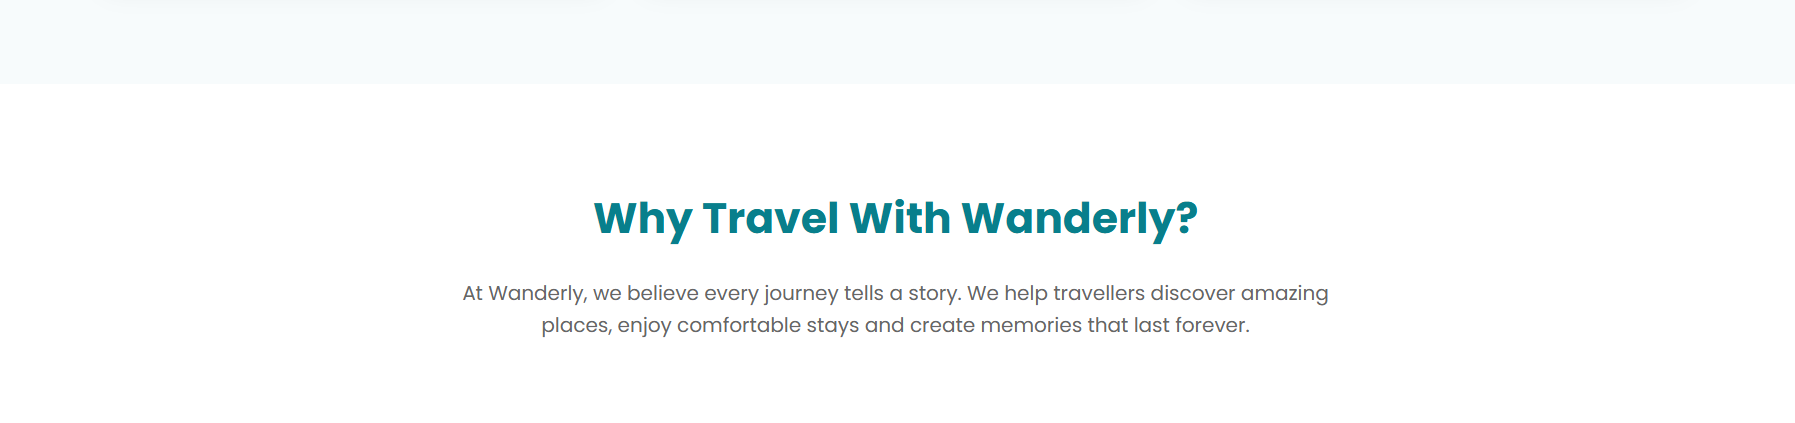 Why Travel With Wanderly?
At Wanderly, we believe every journey tells a story. We help travellers discover amazing
places, enjoy comfortable stays and create memories that last forever.